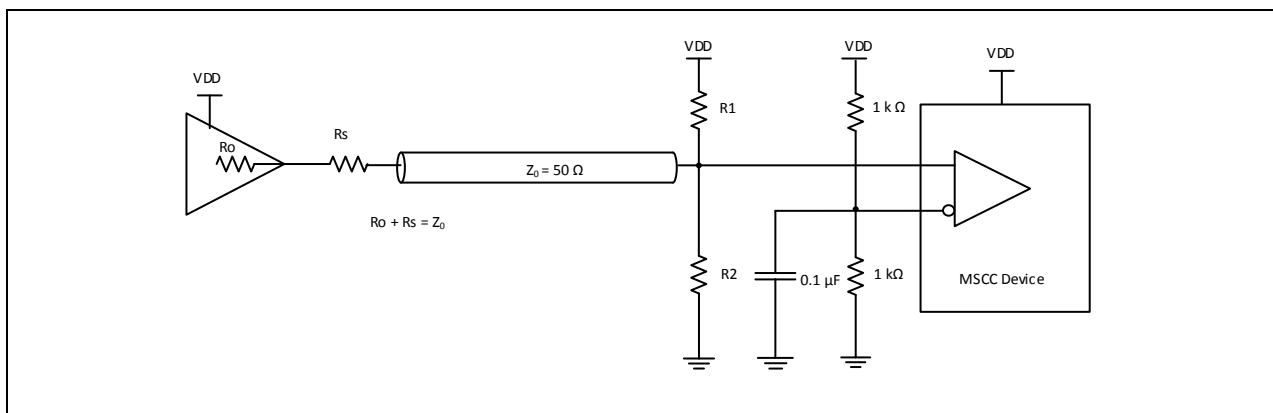 VDD
VDD
VDD
VDD
R1
1 k Ω
Rs
Ro
Z₀ = 50 Ω
Ro + Rs = Z₀
R2
0.1 µF
1 kΩ
MSCC Device